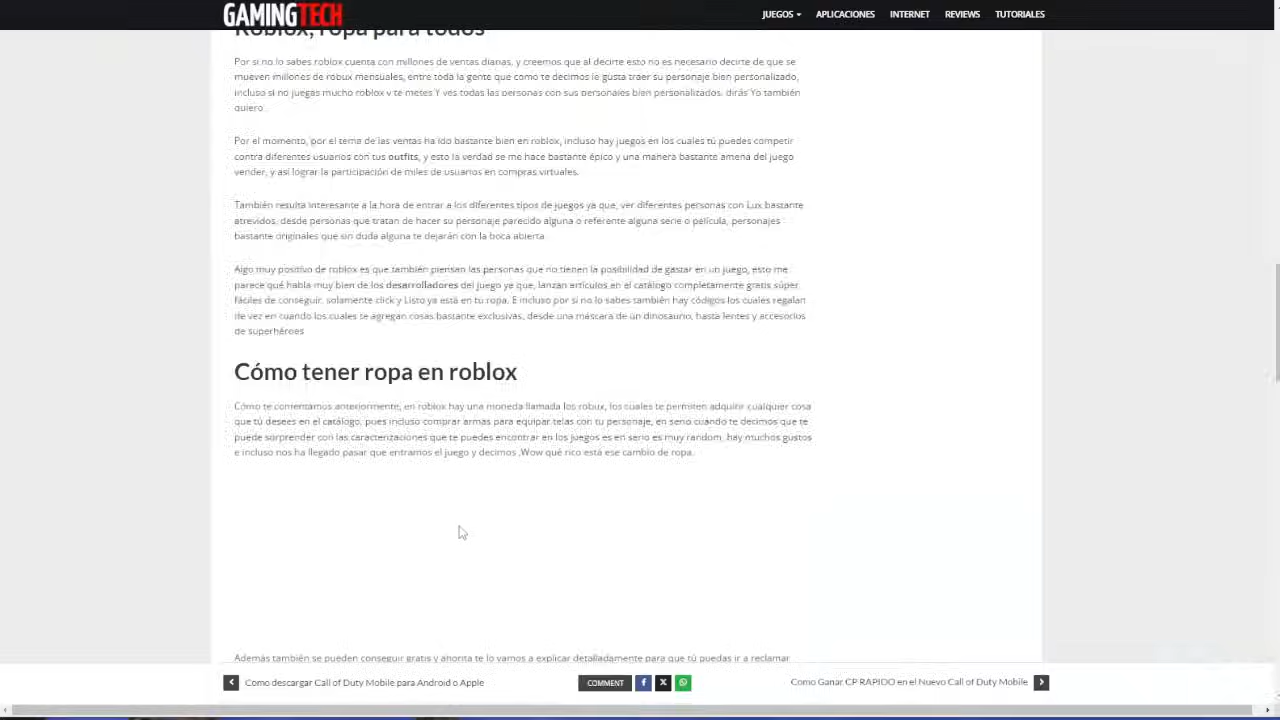 GAMINGTECH
JUEGOS APLICACIONES INTERNET REVIEWS TUTORIALES
Roblox, ropa para todos
Por si no lo sabes roblox cuenta con millones de ventas diarias, y creemos que al decirte esto no es necesario decirte de que se
mueven millones de robux mensuales, entre toda la gente que como te decimos le gusta traer su personaje bien personalizado,
incluso si no juegas mucho roblox y te metes Y ves todas las personas con sus personajes bien personalizados. dirás Yo también
quiero .
Por el momento, por el tema de las ventas ha ido bastante bien en roblox, incluso hay juegos en los cuales tú puedes competir
contra diferentes usuarios con tus outfits, y esto la verdad se me hace bastante épico y una manera bastante amena del juego
vender, y así lograr la participación de miles de usuarios en compras virtuales.
También resulta interesante a la hora de entrar a los diferentes tipos de juegos ya que, ver diferentes personas con Lux bastante
atrevidos, desde personas que tratan de hacer su personaje parecido alguna o referente alguna serie o película, personajes
bastante originales que sin duda alguna te dejarán con la boca abierta.
Algo muy positivo de roblox es que también piensan las personas que no tienen la posibilidad de gastar en un juego, esto me
parece qué habla muy bien de los desarrolladores del juego ya que, lanzan artículos en el catálogo completamente gratis súper
fáciles de conseguir, solamente click y Listo ya está en tu ropa. E incluso por si no lo sabes también hay códigos los cuales regalan
de vez en cuando los cuales te agregan cosas bastante exclusivas, desde una máscara de un dinosaurio, hasta lentes y accesorios
de superhéroes
Cómo tener ropa en roblox
Cómo te comentamos anteriormente, en roblox hay una moneda llamada los robux, los cuales te permiten adquirir cualquier cosa
que tú desees en el catálogo, pues incluso comprar armas para equipar telas con tu personaje, en serio cuando te decimos que te
puede sorprender con las caracterizaciones que te puedes encontrar en los juegos es en serio es muy random, hay muchos gustos
e incluso nos ha llegado pasar que entramos el juego y decimos ,Wow qué rico está ese cambio de ropa.
Además también se pueden conseguir gratis y ahorita te lo vamos a explicar detalladamente para que tú puedas ir a reclamar
Como descargar Call of Duty Mobile para Android o Apple COMMENT Como Ganar CP RAPIDO en el Nuevo Call of Duty Mobile